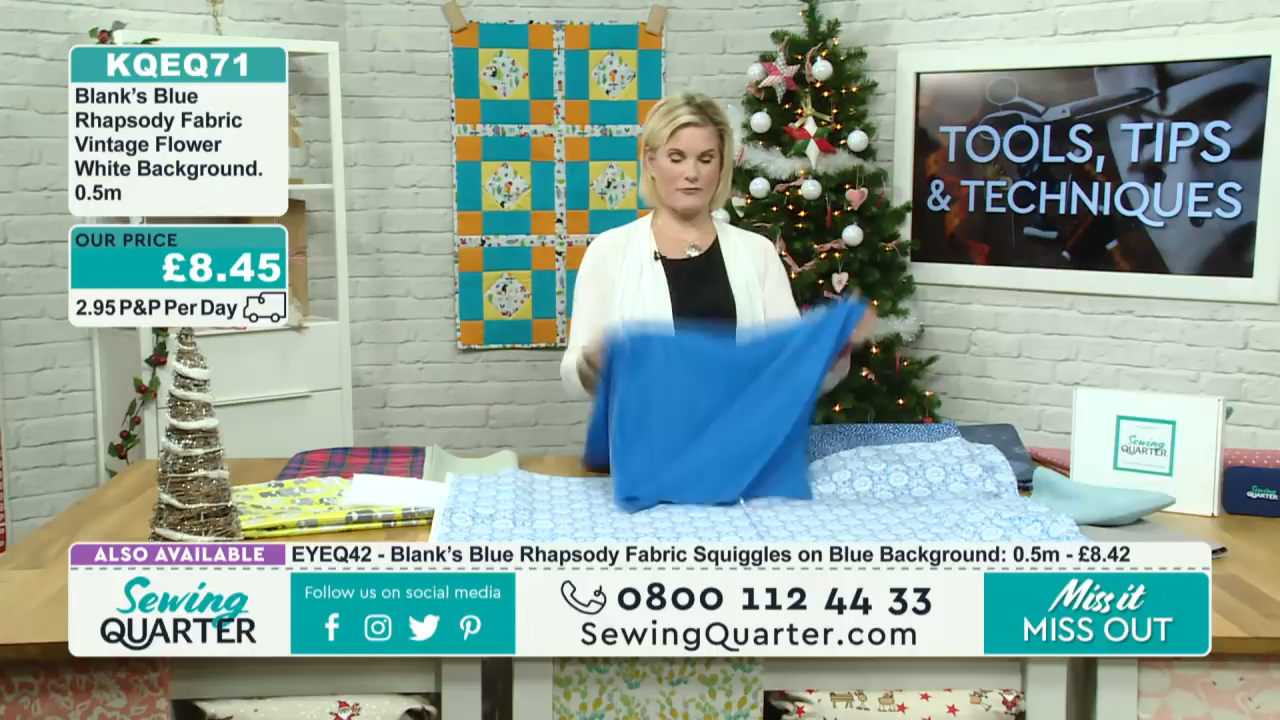 KQEQ71
Blank's Blue
Rhapsody Fabric
Vintage Flower
White Background.
0.5m
OUR PRICE
£8.45
2.95 P&P Per Day
TOOLS, TIPS
& TECHNIQUES
Sewing
QUARTER
Sewing
QUARTER
ALSO AVAILABLE
EYEQ42 - Blank's Blue Rhapsody Fabric Squiggles on Blue Background: 0.5m - £8.42
Sewing
QUARTER
Follow us on social media
0800 112 44 33
SewingQuarter.com
Miss it
MISS OUT